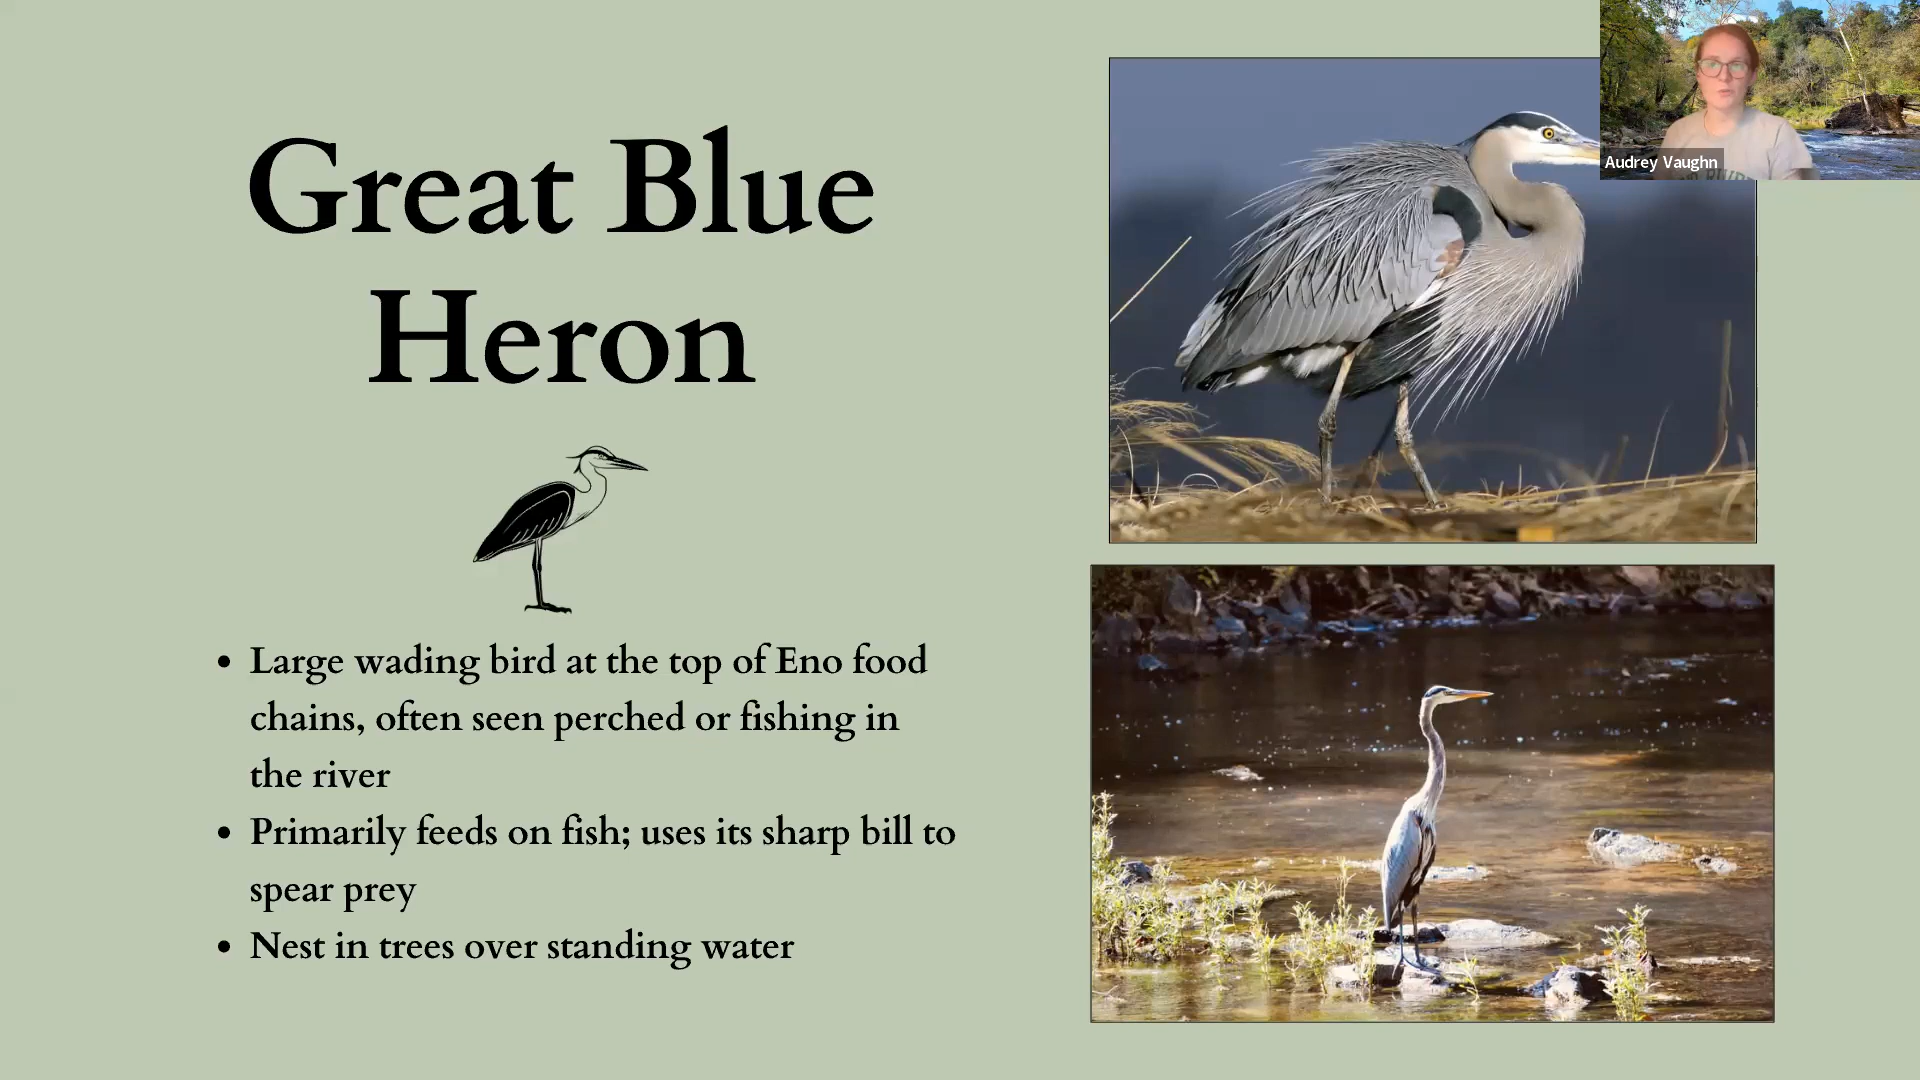 Great Blue
Heron
Audrey Vaughn
• Large wading bird at the top of Eno food
chains, often seen perched or fishing in
the river
• Primarily feeds on fish; uses its sharp bill to
spear prey
• Nest in trees over standing water